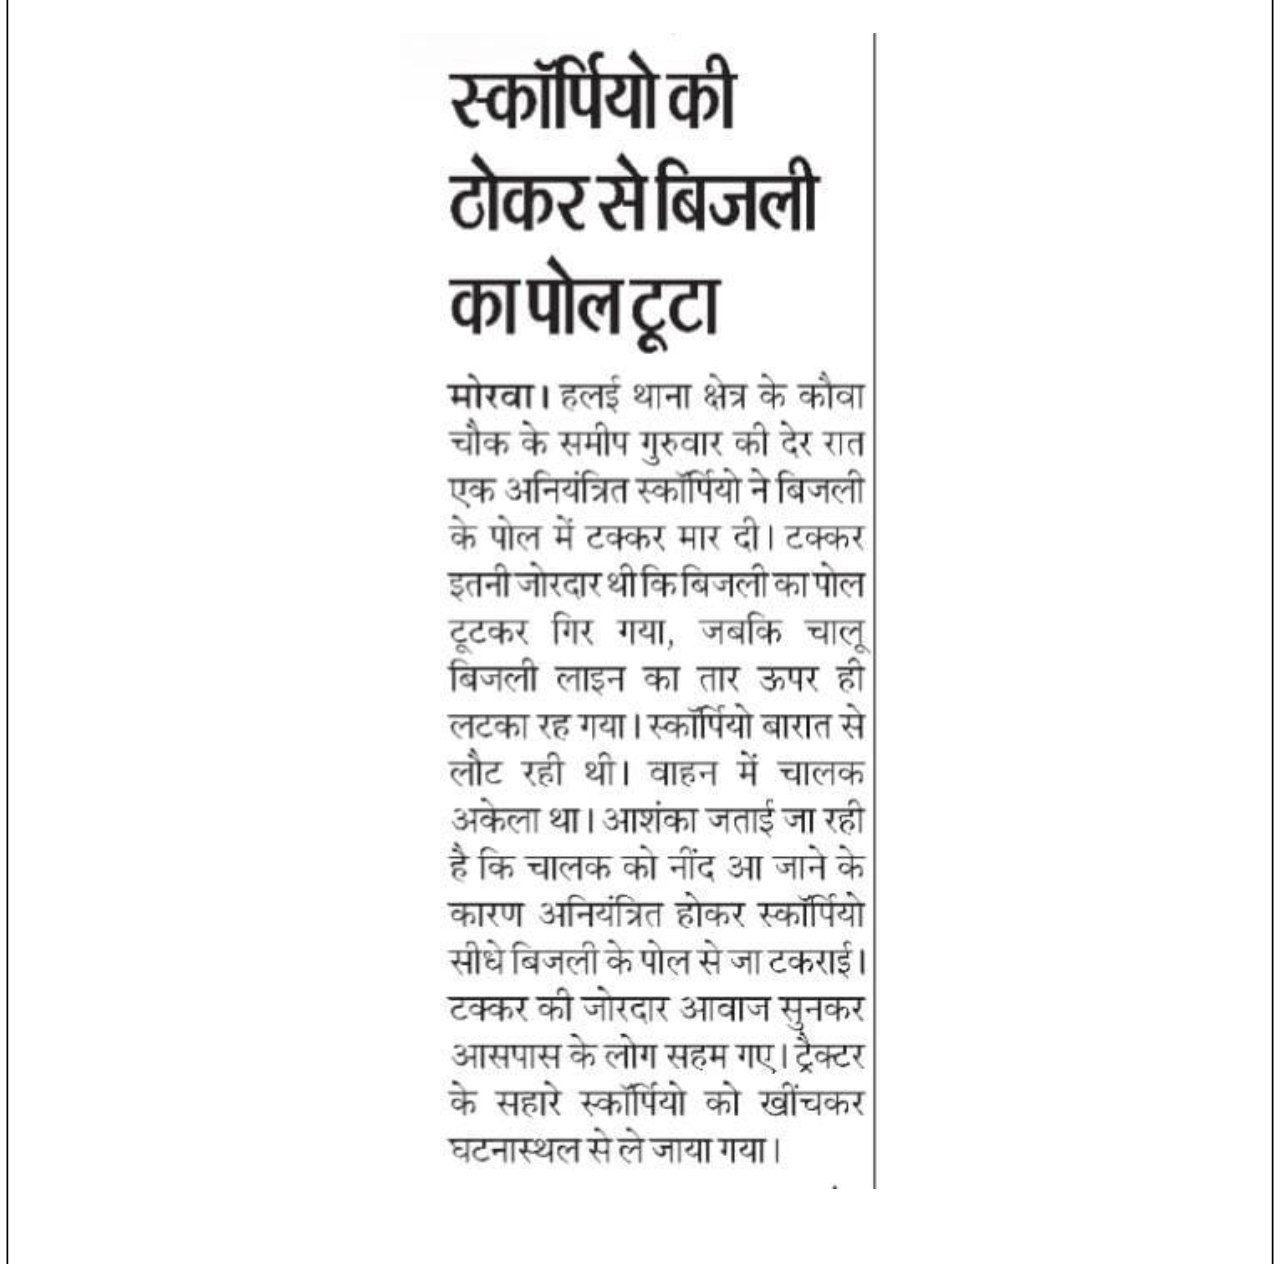 स्कॉर्पियो की
ठोकर से बिजली
का पोल टूटा
मोरवा। हलई थाना क्षेत्र के कौवा
चौक के समीप गुरुवार की देर रात
एक अनियंत्रित स्कॉर्पियो ने बिजली
के पोल में टक्कर मार दी। टक्कर
इतनी जोरदार थी कि बिजली का पोल
टूटकर गिर गया, जबकि चालू
बिजली लाइन का तार ऊपर ही
लटका रह गया। स्कॉर्पियो बारात से
लौट रही थी। वाहन में चालक
अकेला था। आशंका जताई जा रही
है कि चालक को नींद आ जाने के
कारण अनियंत्रित होकर स्कॉर्पियो
सीधे बिजली के पोल से जा टकराई।
टक्कर की जोरदार आवाज सुनकर
आसपास के लोग सहम गए। ट्रैक्टर
के सहारे स्कॉर्पियो को खींचकर
घटनास्थल से ले जाया गया।